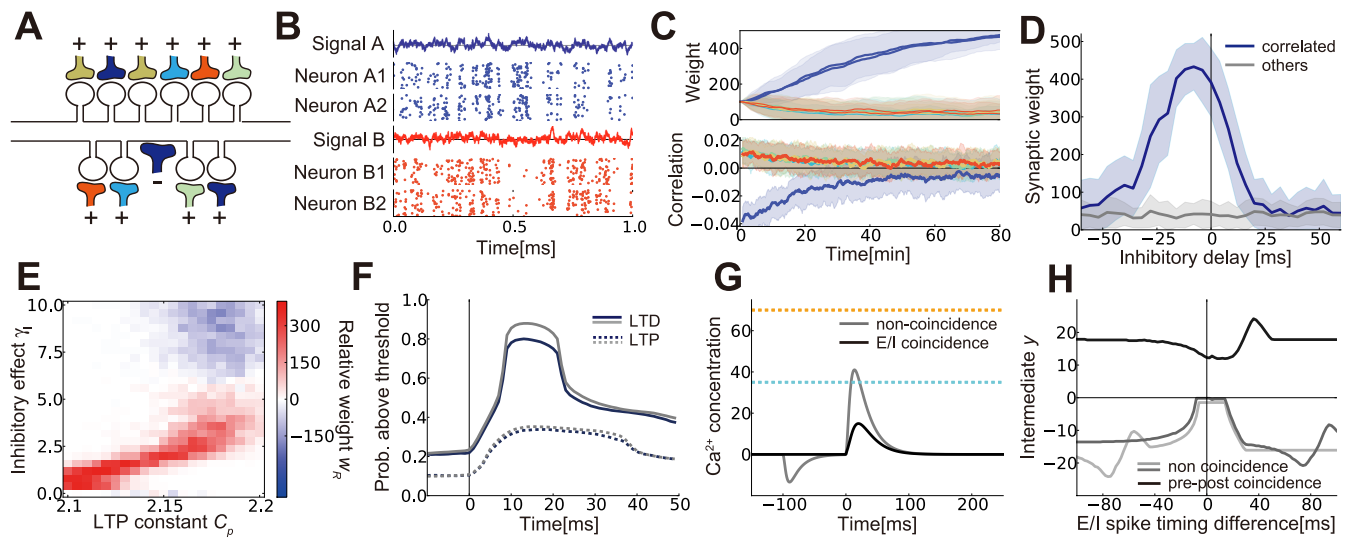 A
+ + + + + +
-
+ + + +
B
Signal A
Neuron A1
Neuron A2
Signal B
Neuron B1
Neuron B2
0.0 0.5 1.0
Time[ms]
C
Weight
400
200
0
Correlation
0.02
0.00
−0.02
−0.04
0 20 40 60 80
Time[min]
D
Synaptic weight
500
400
300
200
100
0
correlated
others
−50 −25 0 25 50
Inhibitory delay [ms]
E
Inhibitory effect γI
10.0
7.5
5.0
2.5
0.0
2.1 2.15 2.2
LTP constant Cp
300
150
0
−150
Relative weight wR
F
Prob. above threshold
1.0
0.8
0.6
0.4
0.2
0.0
LTD
LTP
0 10 20 30 40 50
Time[ms]
G
Ca²⁺ concentration
60
40
20
0
non-coincidence
E/I coincidence
−100 0 100 200
Time[ms]
H
Intermediate y
20
10
0
−10
−20
non coincidence
pre-post coincidence
−80 −40 0 40 80
E/I spike timing difference[ms]